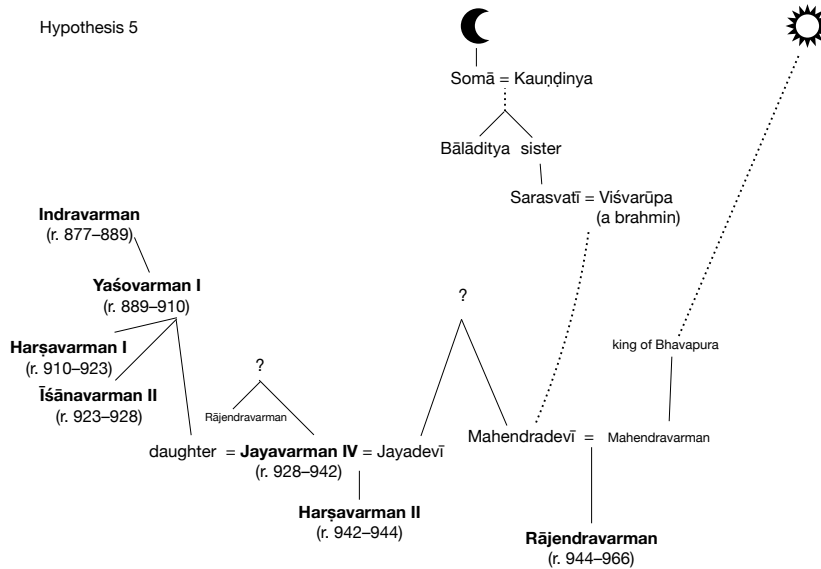 Hypothesis 5
Somā = Kauṇḍinya
Bālāditya sister
Sarasvatī = Viśvarūpa
(a brahmin)
Indravarman
(r. 877–889)
Yaśovarman I
(r. 889–910)
?
king of Bhavapura
Harṣavarman I
(r. 910–923)
?
Īśānavarman II
(r. 923–928)
Rājendravarman
daughter = Jayavarman IV = Jayadevī
(r. 928–942)
Mahendradevī = Mahendravarman
Harṣavarman II
(r. 942–944)
Rājendravarman
(r. 944–966)